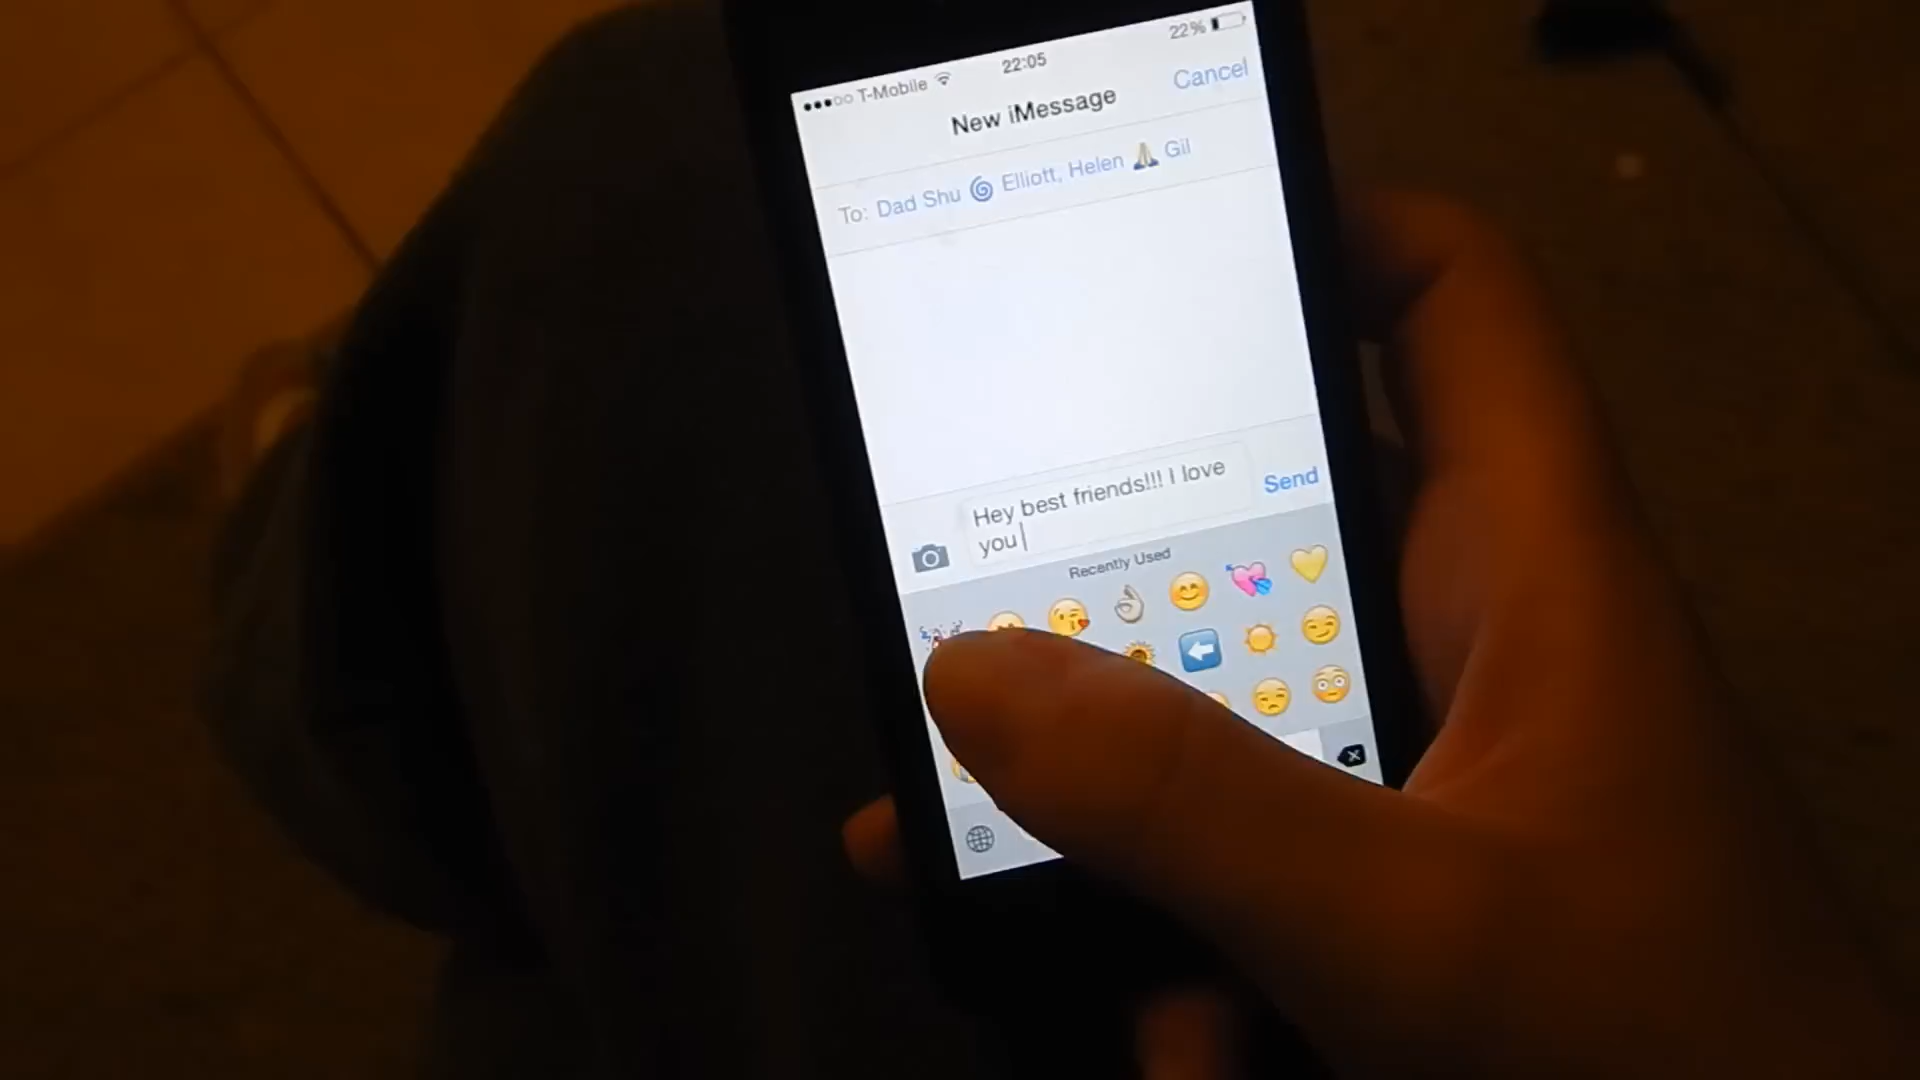 T-Mobile 22:05 22%
New iMessage Cancel
To: Dad Shu 🌀 Elliott, Helen 🙏 Gil
Hey best friends!!! I love
you
Send
Recently Used